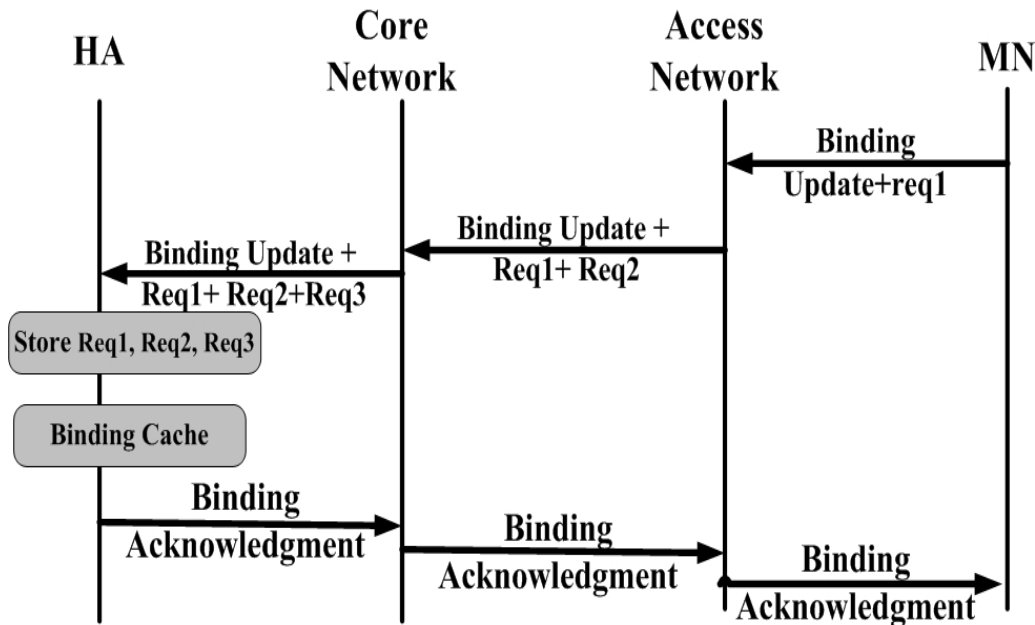 HA
Core
Network
Access
Network
MN
Binding
Update+req1
Binding Update +
Req1+ Req2
Binding Update +
Req1+ Req2+Req3
Store Req1, Req2, Req3
Binding Cache
Binding
Acknowledgment
Binding
Acknowledgment
Binding
Acknowledgment